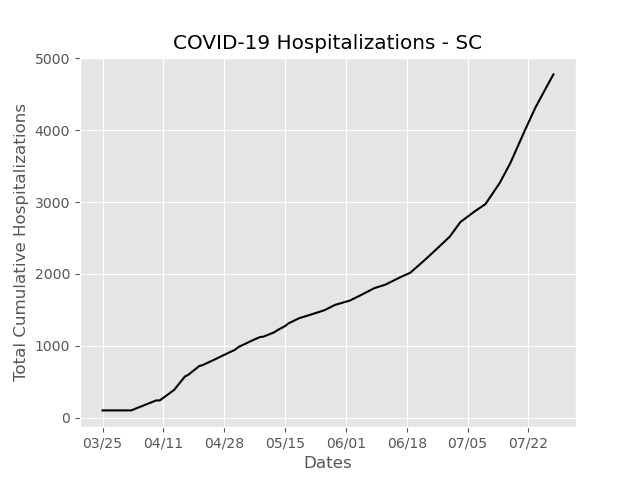 COVID-19 Hospitalizations - SC
Total Cumulative Hospitalizations
5000
4000
3000
2000
1000
0
03/25 04/11 04/28 05/15 06/01 06/18 07/05 07/22
Dates